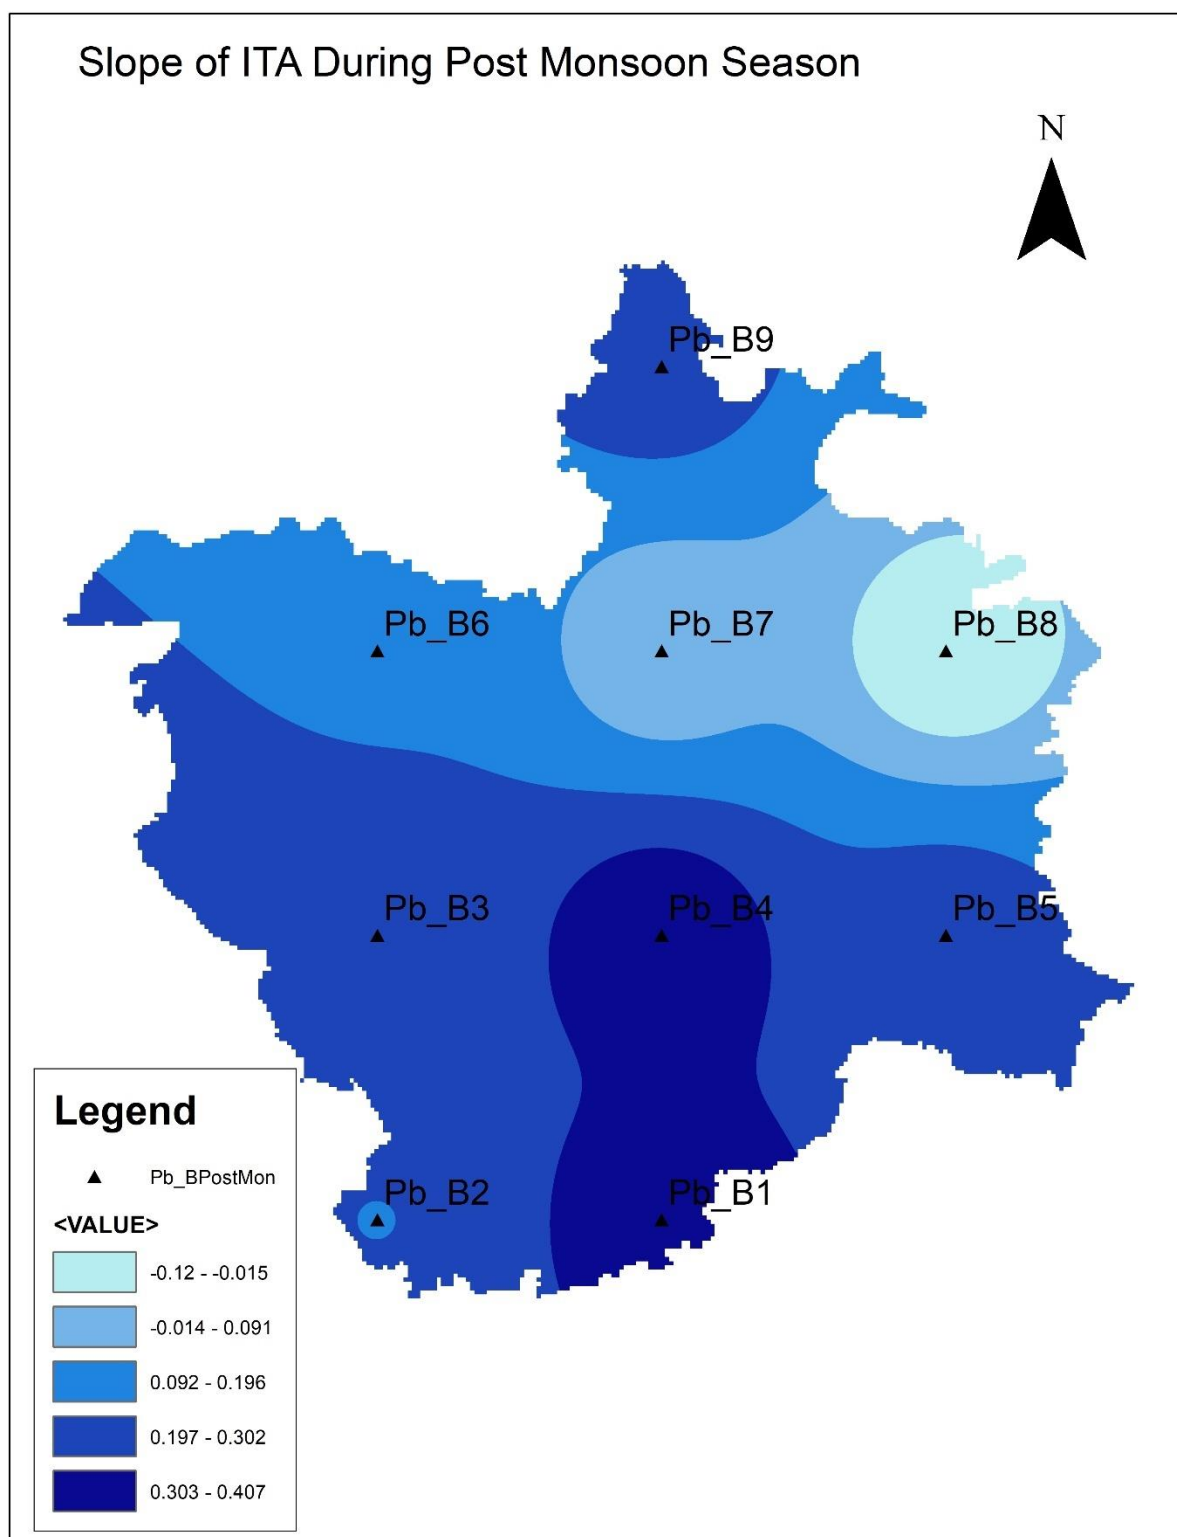 Slope of ITA During Post Monsoon Season
N
Pb_B9
Pb_B6
Pb_B7
Pb_B8
Pb_B3
Pb_B4
Pb_B5
Pb_B2
Pb_B1
Legend
Pb_BPostMon
<VALUE>
-0.12 - -0.015
-0.014 - 0.091
0.092 - 0.196
0.197 - 0.302
0.303 - 0.407